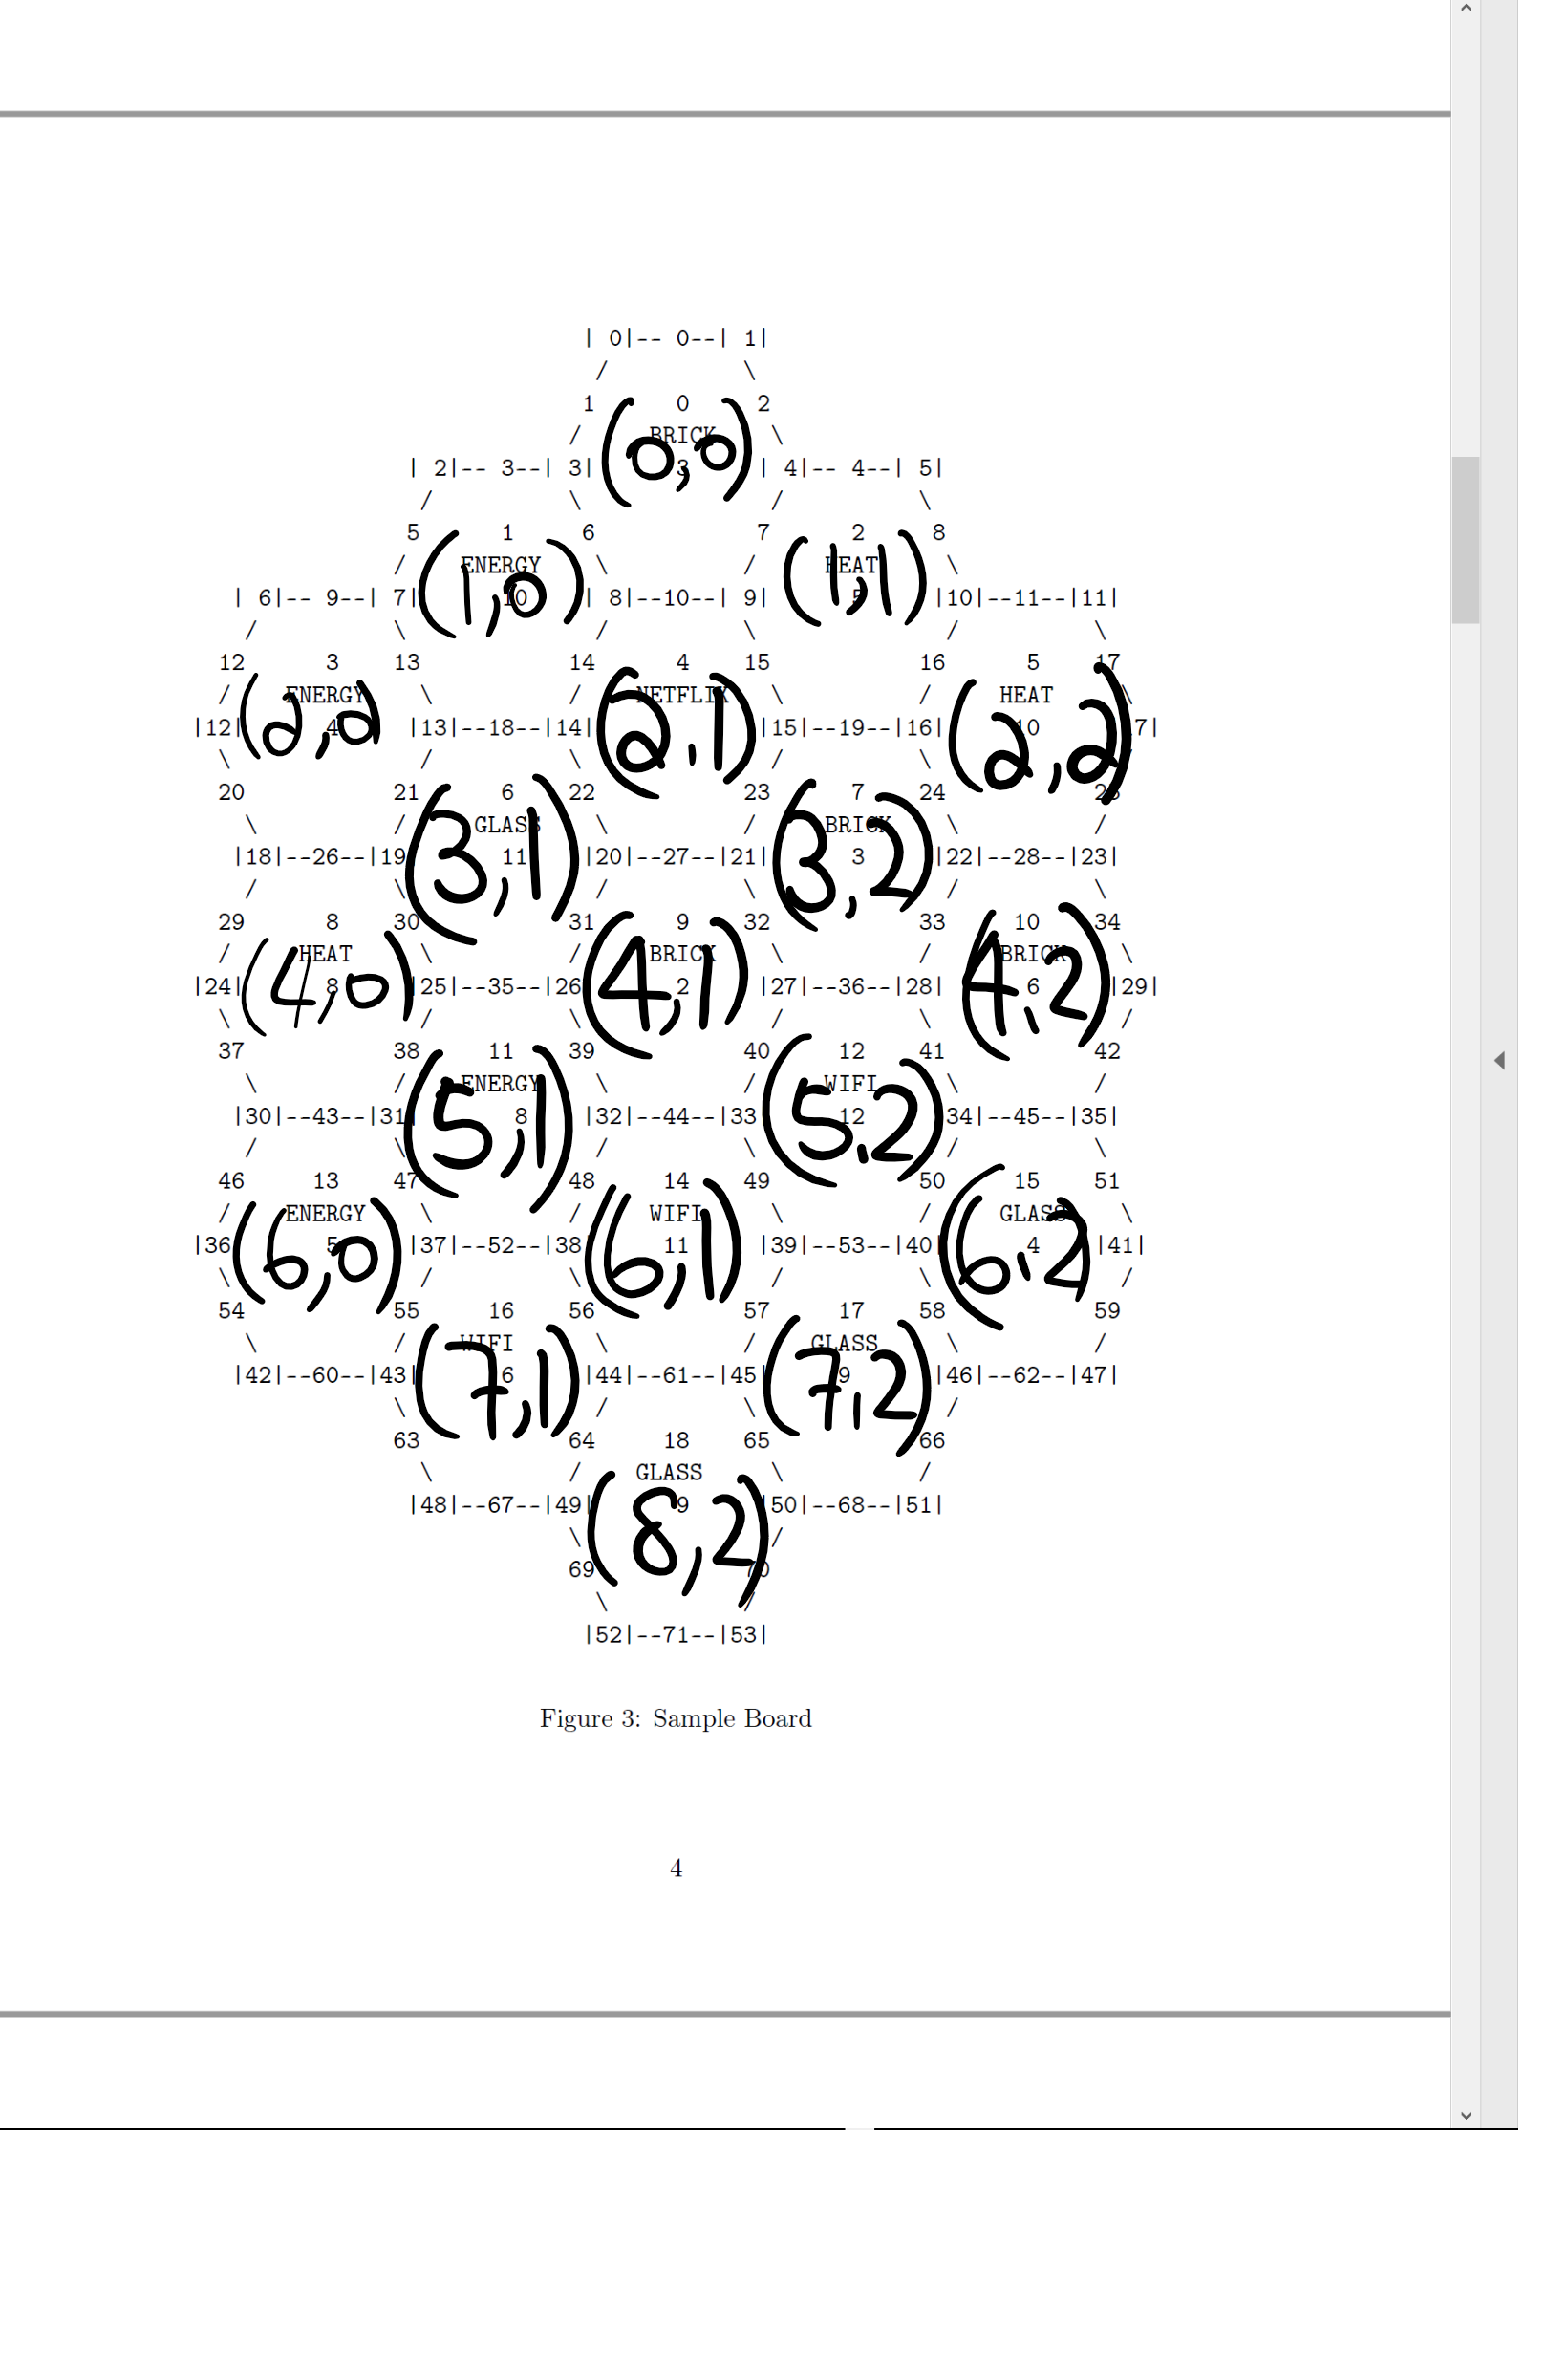 | 0|-- 0--| 1|
/ \
1 0 2
/ BRICK \
(0,0)
| 2|-- 3--| 3| 3 | 4|-- 4--| 5|
/ \ / \
5 1 6 7 2 8
/ ENERGY \ / HEAT \
(1,0) (1,1)
| 6|-- 9--| 7| 10 | 8|--10--| 9| 5 |10|--11--|11|
/ \ / \ / \
12 3 13 14 4 15 16 5 17
/ ENERGY \ / NETFLIX \ / HEAT \
(2,0) (2,1) (2,2)
|12| 4 |13|--18--|14| |15|--19--|16| 10 17|
\ / \ / \ /
20 21 6 22 23 7 24 25
\ / GLASS \ / BRICK \ /
(3,1) (3,2)
|18|--26--|19 11 |20|--27--|21| 3 |22|--28--|23|
/ \ / \ / \
29 8 30 31 9 32 33 10 34
/ HEAT \ / BRICK \ / BRICK \
(4,0) (4,1) (4,2)
|24| 8 |25|--35--|26 2 |27|--36--|28| 6 |29|
\ / \ / \ /
37 38 11 39 40 12 41 42
\ / ENERGY \ / WIFI \ /
(5,1) (5,2)
|30|--43--|31| 8 |32|--44--|33 12 34|--45--|35|
/ \ / \ / \
46 13 47 48 14 49 50 15 51
/ ENERGY \ / WIFI \ / GLASS \
(6,0) (6,1) (6,2)
|36 5 |37|--52--|38 11 |39|--53--|40| 4 |41|
\ / \ / \ /
54 55 16 56 57 17 58 59
\ / WIFI \ / GLASS \ /
(7,1) (7,2)
|42|--60--|43| 6 |44|--61--|45| 9 |46|--62--|47|
\ / \ /
63 64 18 65 66
\ / GLASS \ /
(8,2)
|48|--67--|49| 9 |50|--68--|51|
\ /
69 70
\ /
|52|--71--|53|
Figure 3: Sample Board
4